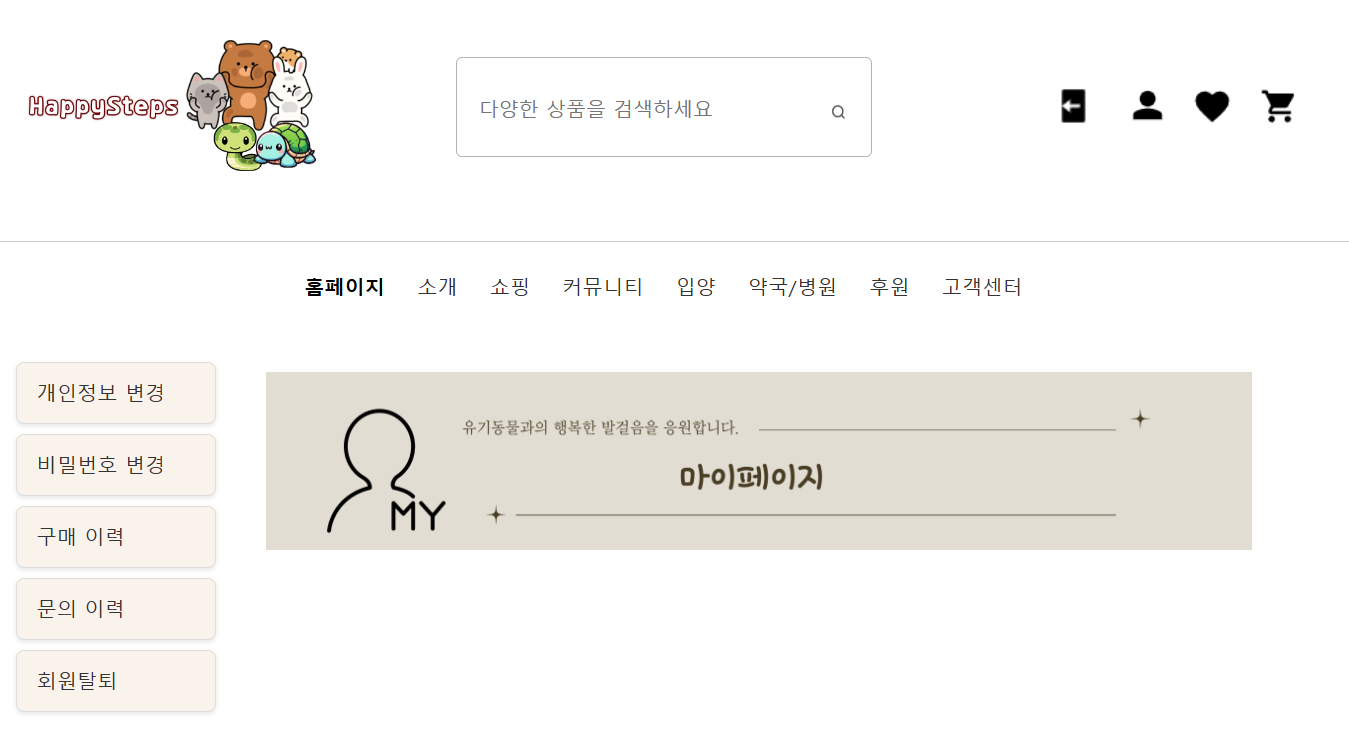 HappySteps
다양한 상품을 검색하세요
홈페이지 소개 쇼핑 커뮤니티 입양 약국/병원 후원 고객센터
개인정보 변경
비밀번호 변경
구매 이력
문의 이력
회원탈퇴
유기동물과의 행복한 발걸음을 응원합니다.
마이페이지
MY